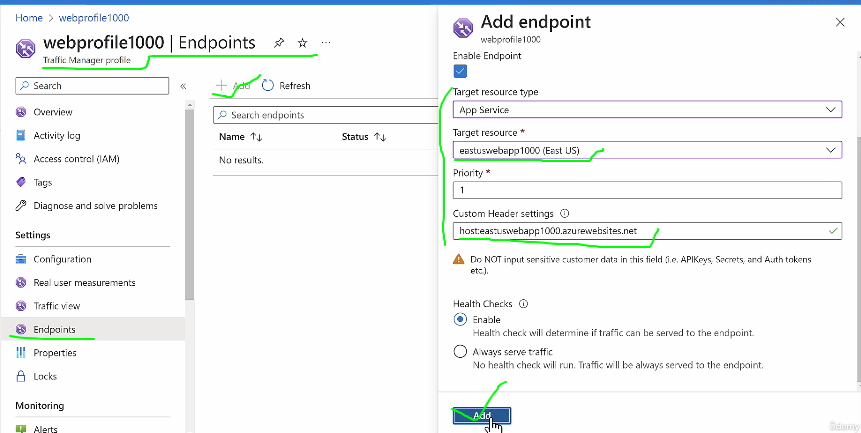 Home > webprofile1000
webprofile1000 | Endpoints ...
Traffic Manager profile
Search
«
Overview
Activity log
Access control (IAM)
Tags
Diagnose and solve problems
Settings
Configuration
Real user measurements
Traffic view
Endpoints
Properties
Locks
Monitoring
Alerts
+ Add Refresh
Search endpoints
Name ↑↓ Status ↑↓
No results.
Add endpoint
webprofile1000
Enable Endpoint
Target resource type
App Service
Target resource *
eastuswebapp1000 (East US)
Priority *
1
Custom Header settings
host:eastuswebapp1000.azurewebsites.net
Do NOT input sensitive customer data in this field (i.e. APIKeys, Secrets, and Auth tokens
etc.).
Health Checks
Enable
Health check will determine if traffic can be served to the endpoint.
Always serve traffic
No health check will run. Traffic will be always served to the endpoint.
Add
Udemy